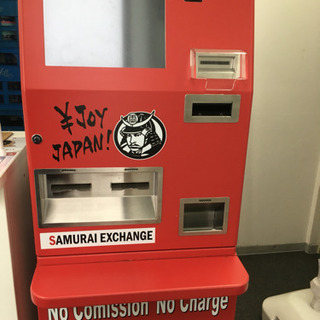 ¥JOY
JAPAN!
SAMURAI EXCHANGE
No Comission No Charge